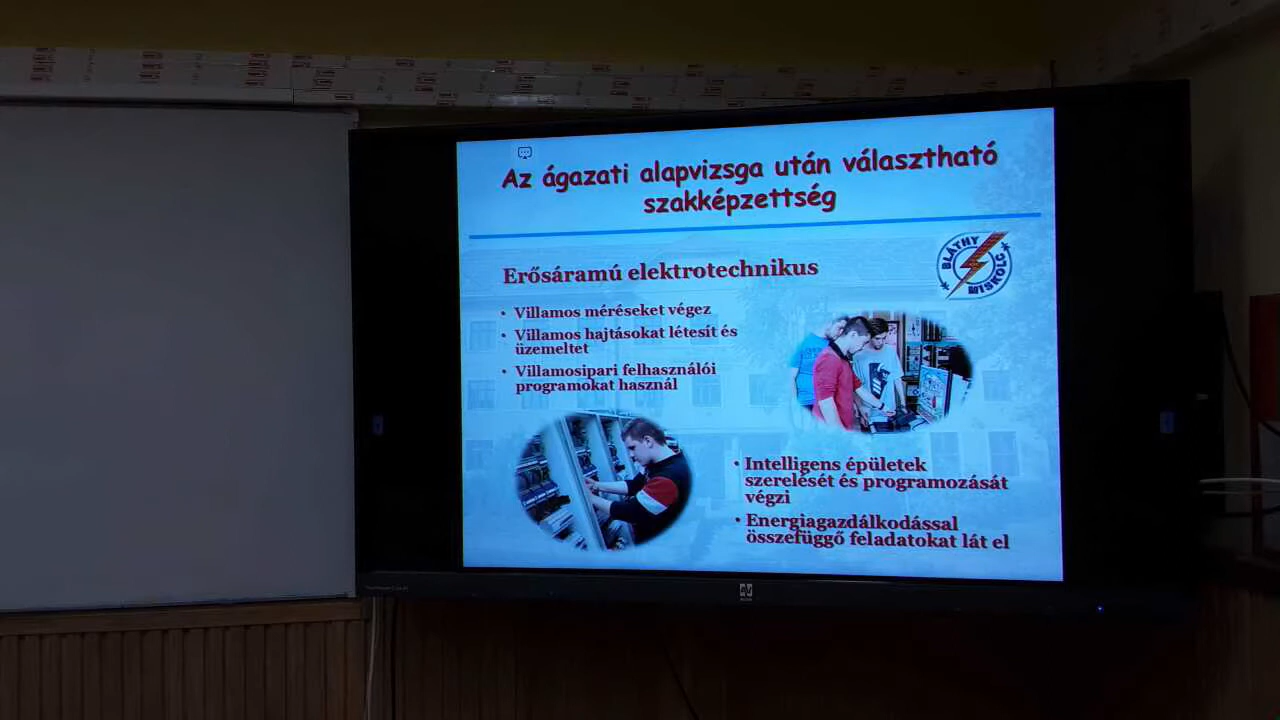 Az ágazati alapvizsga után választható
szakképzettség
BLÁTHY
MISKOLC
Erősáramú elektrotechnikus
• Villamos méréseket végez
• Villamos hajtásokat létesít és
üzemeltet
• Villamosipari felhasználói
programokat használ
• Intelligens épületek
szerelését és programozását
végzi
• Energiagazdálkodással
összefüggő feladatokat lát el